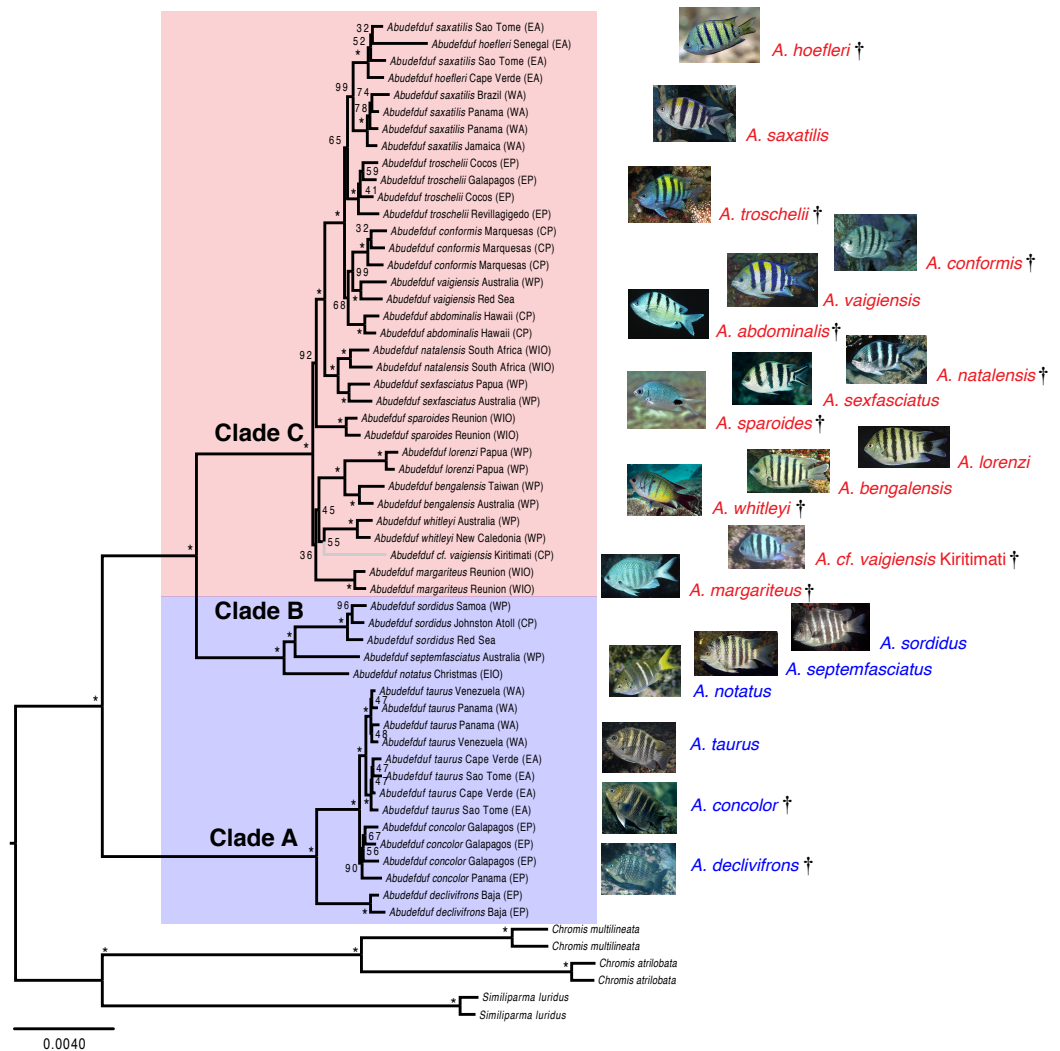 Abudefduf saxatilis Sao Tome (EA)
Abudefduf hoefleri Senegal (EA)
Abudefduf saxatilis Sao Tome (EA)
Abudefduf hoefleri Cape Verde (EA)
Abudefduf saxatilis Brazil (WA)
Abudefduf saxatilis Panama (WA)
Abudefduf saxatilis Panama (WA)
Abudefduf saxatilis Jamaica (WA)
Abudefduf troschelii Cocos (EP)
Abudefduf troschelii Galapagos (EP)
Abudefduf troschelii Cocos (EP)
Abudefduf troschelii Revillagigedo (EP)
Abudefduf conformis Marquesas (CP)
Abudefduf conformis Marquesas (CP)
Abudefduf conformis Marquesas (CP)
Abudefduf vaigiensis Australia (WP)
Abudefduf vaigiensis Red Sea
Abudefduf abdominalis Hawaii (CP)
Abudefduf abdominalis Hawaii (CP)
Abudefduf natalensis South Africa (WIO)
Abudefduf natalensis South Africa (WIO)
Abudefduf sexfasciatus Papua (WP)
Abudefduf sexfasciatus Australia (WP)
Abudefduf sparoides Reunion (WIO)
Abudefduf sparoides Reunion (WIO)
Abudefduf lorenzi Papua (WP)
Abudefduf lorenzi Papua (WP)
Abudefduf bengalensis Taiwan (WP)
Abudefduf bengalensis Australia (WP)
Abudefduf whitleyi Australia (WP)
Abudefduf whitleyi New Caledonia (WP)
Abudefduf cf. vaigiensis Kiritimati (CP)
Abudefduf margariteus Reunion (WIO)
Abudefduf margariteus Reunion (WIO)
Abudefduf sordidus Samoa (WP)
Abudefduf sordidus Johnston Atoll (CP)
Abudefduf sordidus Red Sea
Abudefduf septemfasciatus Australia (WP)
Abudefduf notatus Christmas (EIO)
Abudefduf taurus Venezuela (WA)
Abudefduf taurus Panama (WA)
Abudefduf taurus Panama (WA)
Abudefduf taurus Venezuela (WA)
Abudefduf taurus Cape Verde (EA)
Abudefduf taurus Sao Tome (EA)
Abudefduf taurus Cape Verde (EA)
Abudefduf taurus Sao Tome (EA)
Abudefduf concolor Galapagos (EP)
Abudefduf concolor Galapagos (EP)
Abudefduf concolor Galapagos (EP)
Abudefduf concolor Panama (EP)
Abudefduf declivifrons Baja (EP)
Abudefduf declivifrons Baja (EP)
Chromis multilineata
Chromis multilineata
Chromis atrilobata
Chromis atrilobata
Similiparma luridus
Similiparma luridus
32
52
*
99
74
78
*
65
59
*
41
*
32
*
99
*
68
*
*
*
*
*
92
*
*
*
*
*
45
*
55
36
*
*
96
*
*
*
*
*
47
*
48
*
47
47
*
*
67
56
90
*
*
*
*
*
*
*
Clade C
Clade B
Clade A
0.0040
A. hoefleri †
A. saxatilis
A. troschelii †
A. conformis †
A. vaigiensis
A. abdominalis †
A. natalensis †
A. sexfasciatus
A. sparoides †
A. lorenzi
A. bengalensis
A. whitleyi †
A. cf. vaigiensis Kiritimati †
A. margariteus †
A. sordidus
A. septemfasciatus
A. notatus
A. taurus
A. concolor †
A. declivifrons †